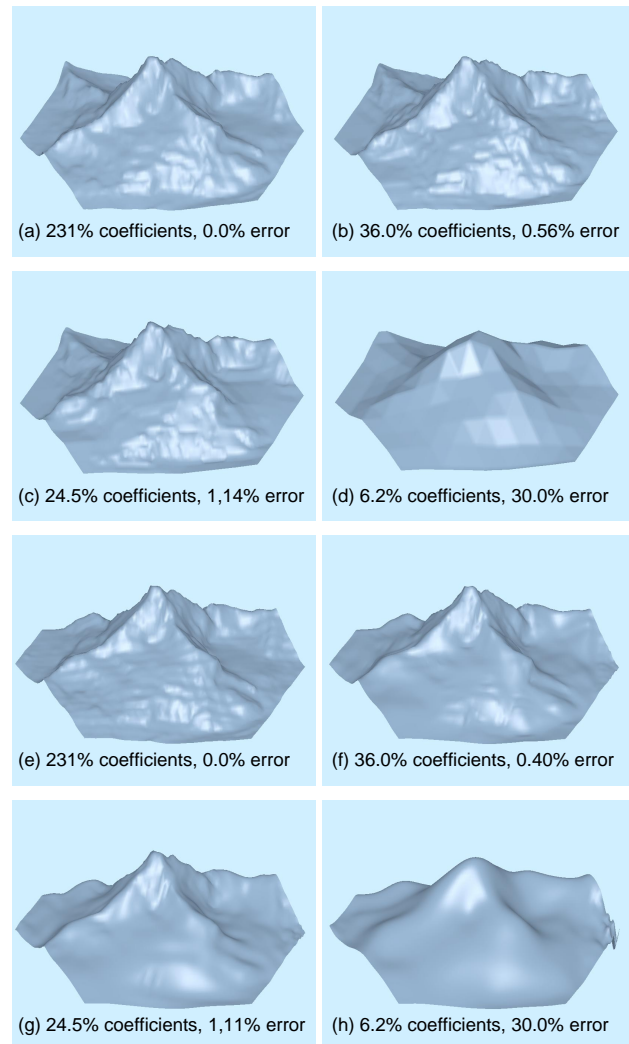 (a) 231% coefficients, 0.0% error
(b) 36.0% coefficients, 0.56% error
(c) 24.5% coefficients, 1,14% error
(d) 6.2% coefficients, 30.0% error
(e) 231% coefficients, 0.0% error
(f) 36.0% coefficients, 0.40% error
(g) 24.5% coefficients, 1,11% error
(h) 6.2% coefficients, 30.0% error